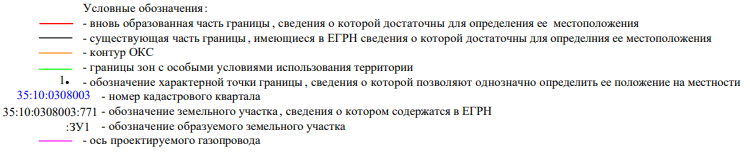 Условные обозначения:
- вновь образованная часть границы, сведения о которой достаточны для определения ее местоположения
- существующая часть границы, имеющиеся в ЕГРН сведения о которой достаточны для определния ее местоположения
- контур ОКС
- границы зон с особыми условиями использования территории
1. - обозначение характерной точки границы, сведения о которой позволяют однозначно определить ее положение на местности
35:10:0308003 - номер кадастрового квартала
35:10:0308003:771 - обозначение земельного участка, сведения о котором содержатся в ЕГРН
:ЗУ1 - обозначение образуемого земельного участка
- ось проектируемого газопровода